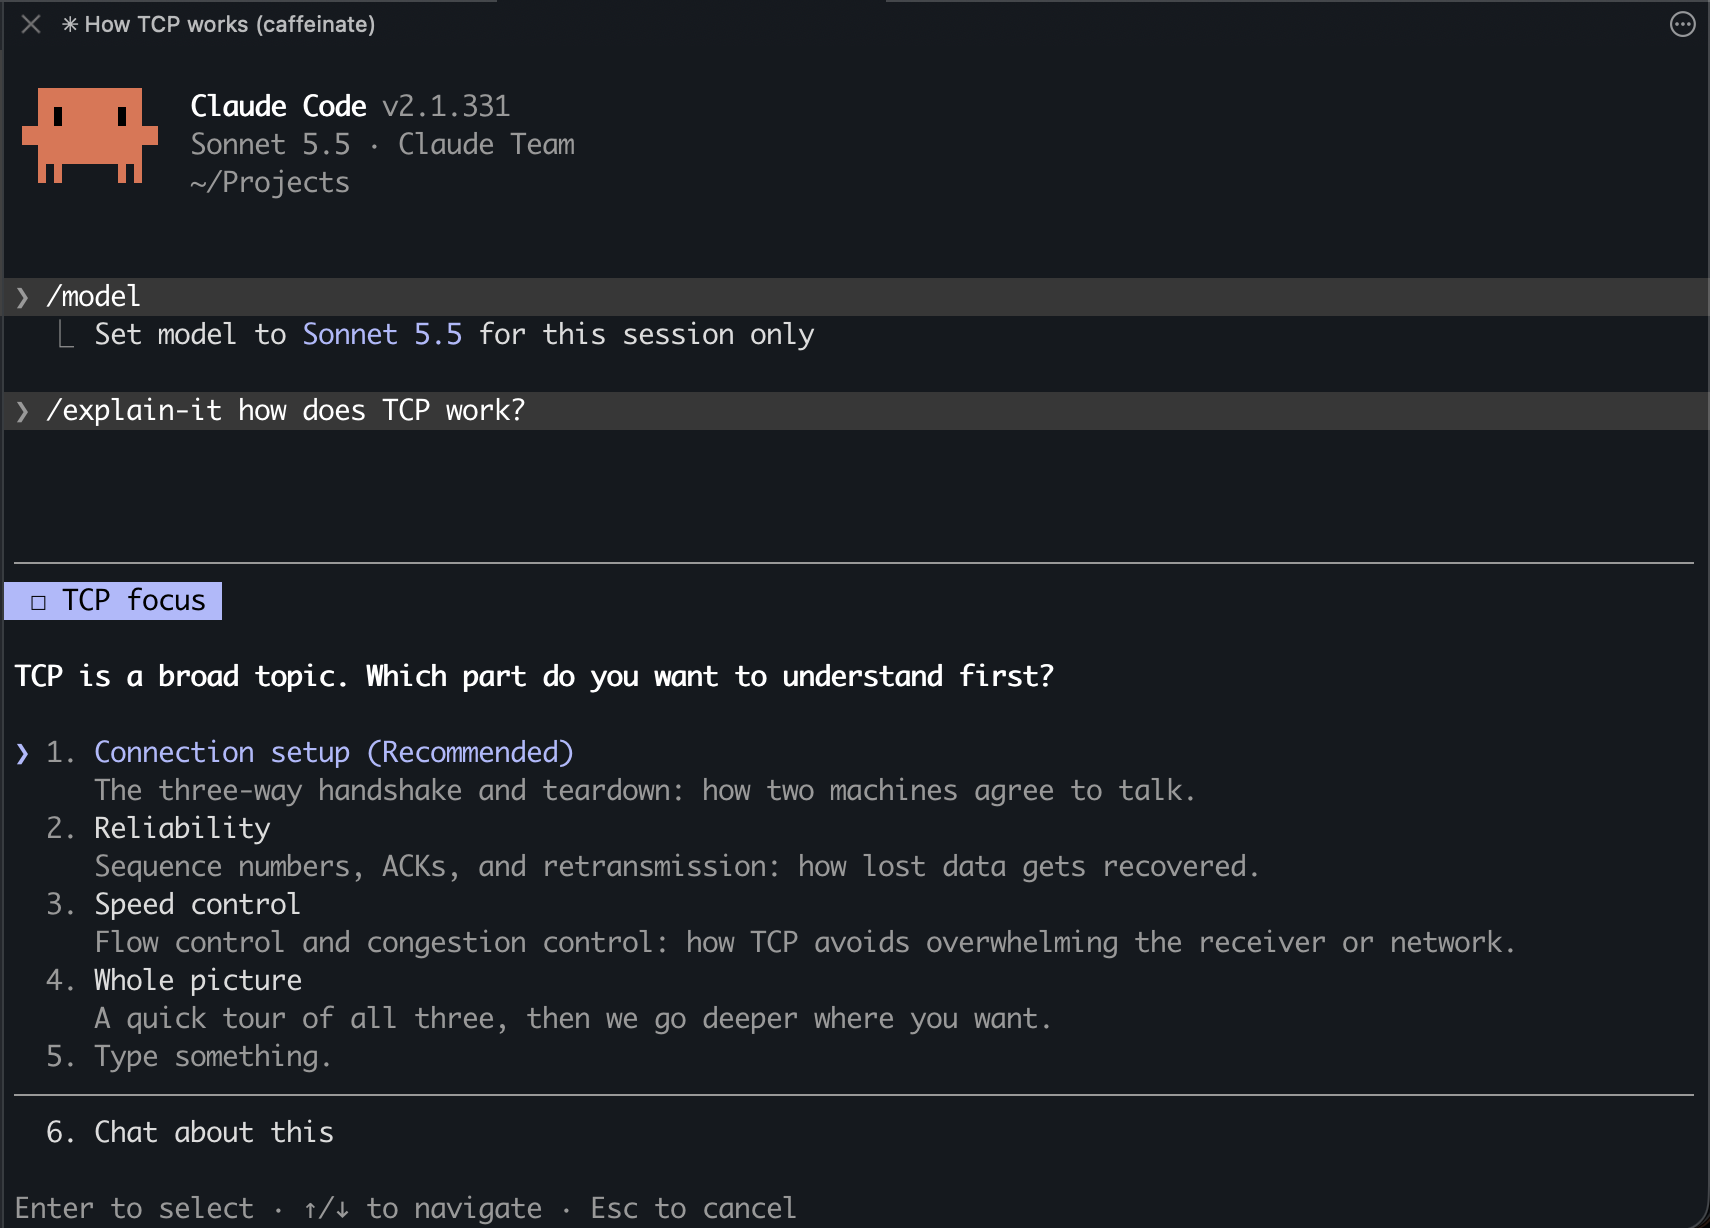 ✳ How TCP works (caffeinate)
Claude Code v2.1.331
Sonnet 5.5 · Claude Team
~/Projects
❯ /model
⎿ Set model to Sonnet 5.5 for this session only
❯ /explain-it how does TCP work?
☐ TCP focus
TCP is a broad topic. Which part do you want to understand first?
❯ 1. Connection setup (Recommended)
The three-way handshake and teardown: how two machines agree to talk.
2. Reliability
Sequence numbers, ACKs, and retransmission: how lost data gets recovered.
3. Speed control
Flow control and congestion control: how TCP avoids overwhelming the receiver or network.
4. Whole picture
A quick tour of all three, then we go deeper where you want.
5. Type something.
6. Chat about this
Enter to select · ↑/↓ to navigate · Esc to cancel